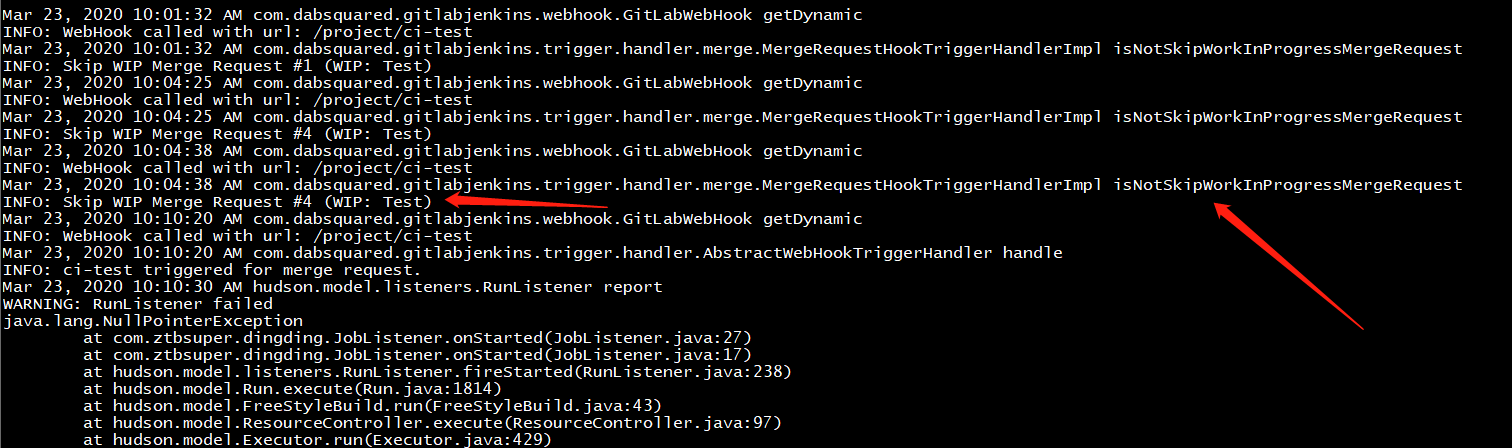 Mar 23, 2020 10:01:32 AM com.dabsquared.gitlabjenkins.webhook.GitLabWebHook getDynamic
INFO: WebHook called with url: /project/ci-test
Mar 23, 2020 10:01:32 AM com.dabsquared.gitlabjenkins.trigger.handler.merge.MergeRequestHookTriggerHandlerImpl isNotSkipWorkInProgressMergeRequest
INFO: Skip WIP Merge Request #1 (WIP: Test)
Mar 23, 2020 10:04:25 AM com.dabsquared.gitlabjenkins.webhook.GitLabWebHook getDynamic
INFO: WebHook called with url: /project/ci-test
Mar 23, 2020 10:04:25 AM com.dabsquared.gitlabjenkins.trigger.handler.merge.MergeRequestHookTriggerHandlerImpl isNotSkipWorkInProgressMergeRequest
INFO: Skip WIP Merge Request #4 (WIP: Test)
Mar 23, 2020 10:04:38 AM com.dabsquared.gitlabjenkins.webhook.GitLabWebHook getDynamic
INFO: WebHook called with url: /project/ci-test
Mar 23, 2020 10:04:38 AM com.dabsquared.gitlabjenkins.trigger.handler.merge.MergeRequestHookTriggerHandlerImpl isNotSkipWorkInProgressMergeRequest
INFO: Skip WIP Merge Request #4 (WIP: Test)
Mar 23, 2020 10:10:20 AM com.dabsquared.gitlabjenkins.webhook.GitLabWebHook getDynamic
INFO: WebHook called with url: /project/ci-test
Mar 23, 2020 10:10:20 AM com.dabsquared.gitlabjenkins.trigger.handler.AbstractWebHookTriggerHandler handle
INFO: ci-test triggered for merge request.
Mar 23, 2020 10:10:30 AM hudson.model.listeners.RunListener report
WARNING: RunListener failed
java.lang.NullPointerException
at com.ztbsuper.dingding.JobListener.onStarted(JobListener.java:27)
at com.ztbsuper.dingding.JobListener.onStarted(JobListener.java:17)
at hudson.model.listeners.RunListener.fireStarted(RunListener.java:238)
at hudson.model.Run.execute(Run.java:1814)
at hudson.model.FreeStyleBuild.run(FreeStyleBuild.java:43)
at hudson.model.ResourceController.execute(ResourceController.java:97)
at hudson.model.Executor.run(Executor.java:429)